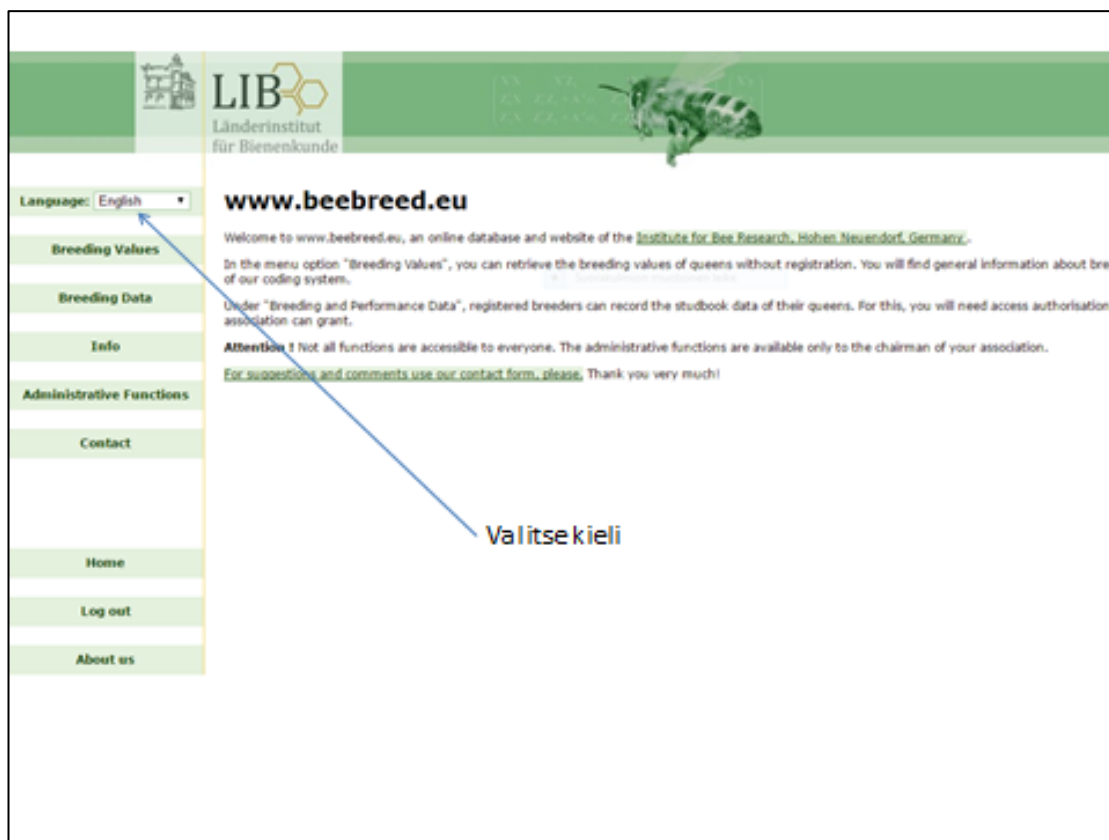 LIB
Länderinstitut
für Bienenkunde
Language: English
Breeding Values
Breeding Data
Info
Administrative Functions
Contact
Home
Log out
About us
www.beebreed.eu
Welcome to www.beebreed.eu, an online database and website of the Institute for Bee Research, Hohen Neuendorf, Germany .
In the menu option "Breeding Values", you can retrieve the breeding values of queens without registration. You will find general information about bre
of our coding system.
Under "Breeding and Performance Data", registered breeders can record the studbook data of their queens. For this, you will need access authorisation
association can grant.
Attention ! Not all functions are accessible to everyone. The administrative functions are available only to the chairman of your association.
For suggestions and comments use our contact form, please. Thank you very much!
Valitse kieli